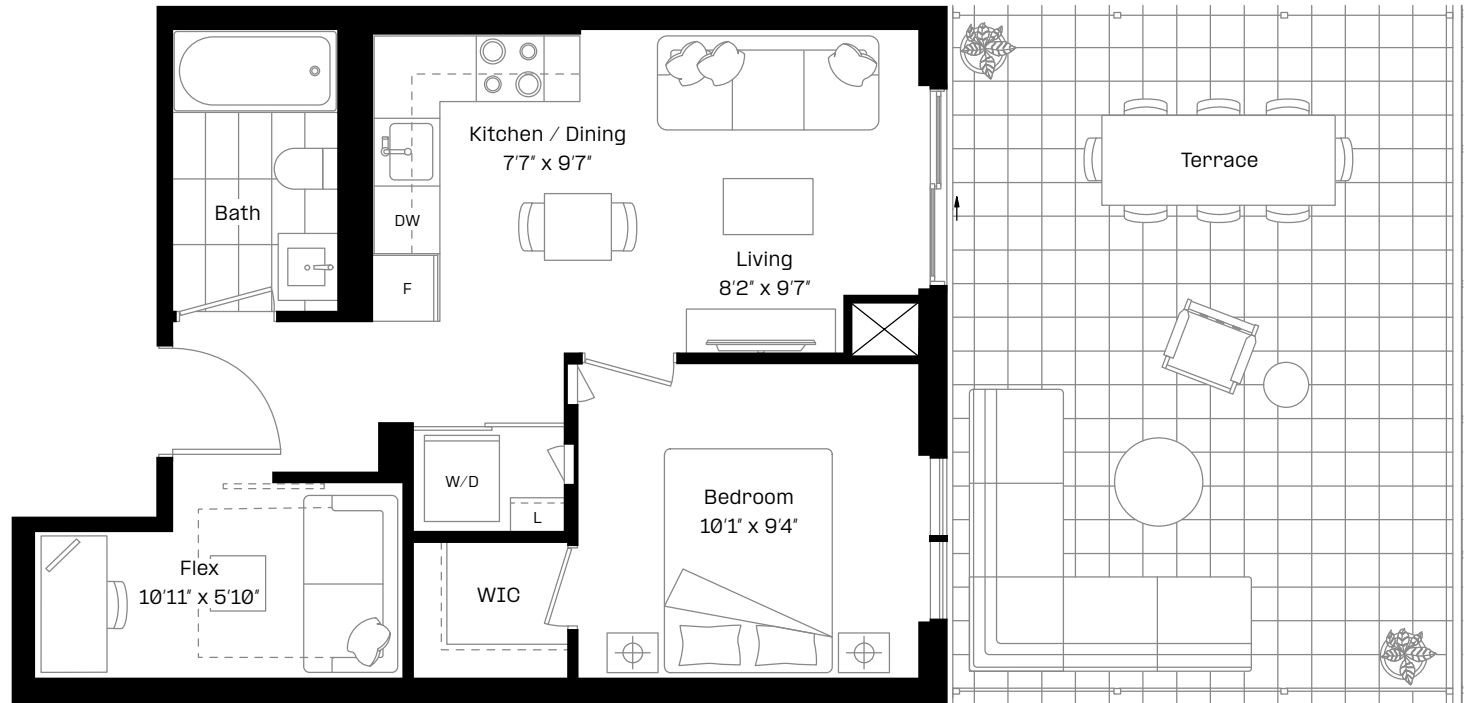 Kitchen / Dining
7'7" x 9'7"
Terrace
Bath
DW
Living
8'2" x 9'7"
F
W/D
L
Bedroom
10'1" x 9'4"
Flex
10'11" x 5'10"
WIC